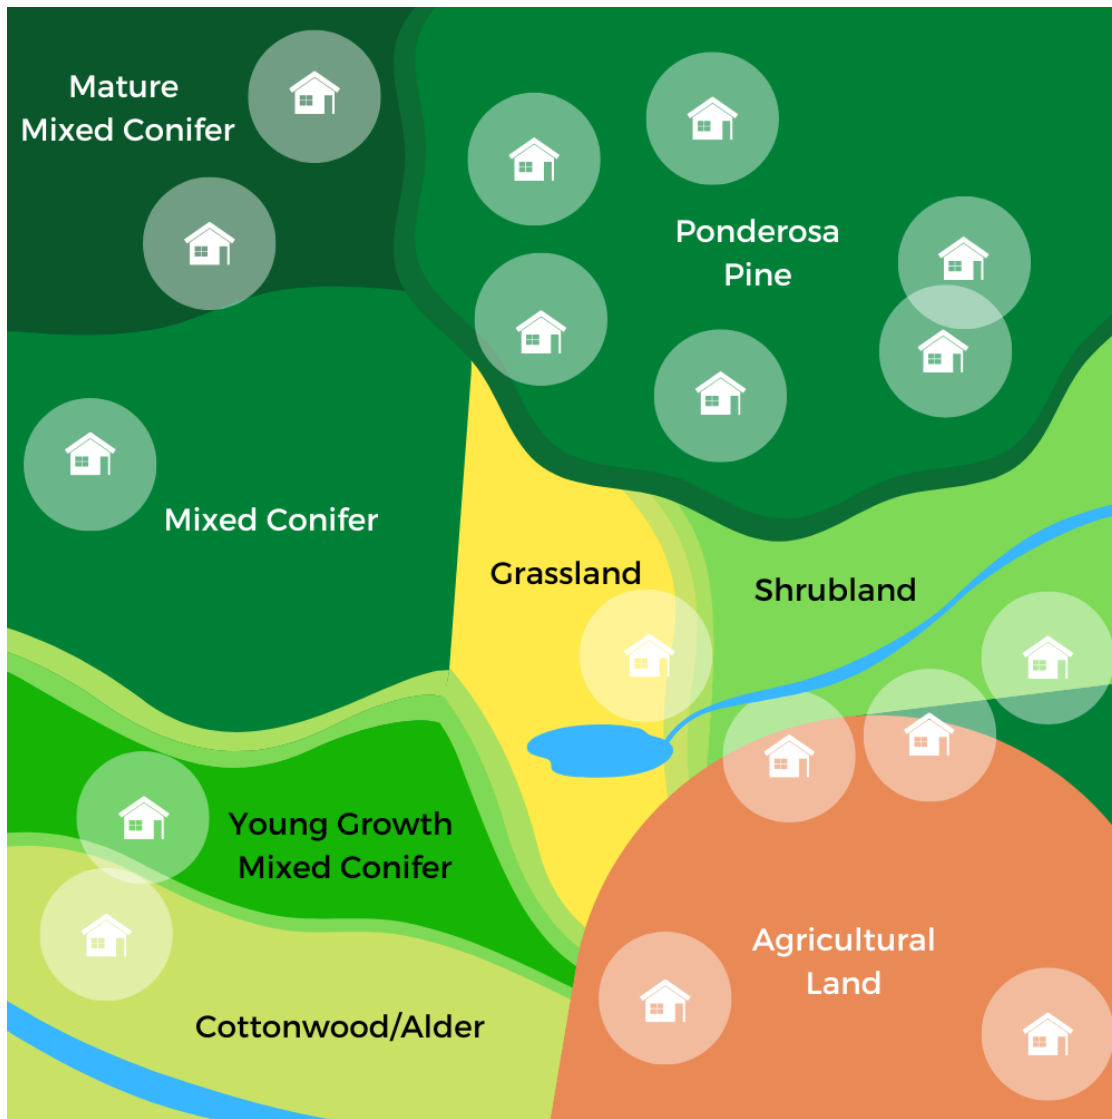 Mature
Mixed Conifer
Ponderosa
Pine
Mixed Conifer
Grassland
Shrubland
Young Growth
Mixed Conifer
Agricultural
Land
Cottonwood/Alder